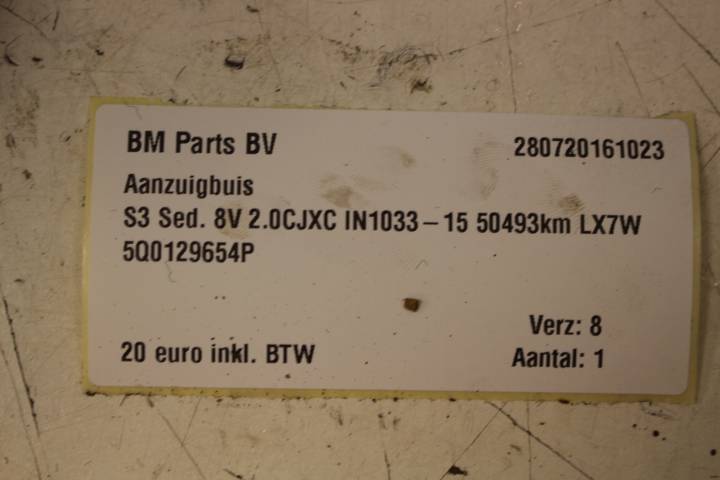 BM Parts BV 280720161023
Aanzuigbuis
S3 Sed. 8V 2.0CJXC IN1033-15 50493km LX7W
5Q0129654P
Verz: 8
20 euro inkl. BTW Aantal: 1